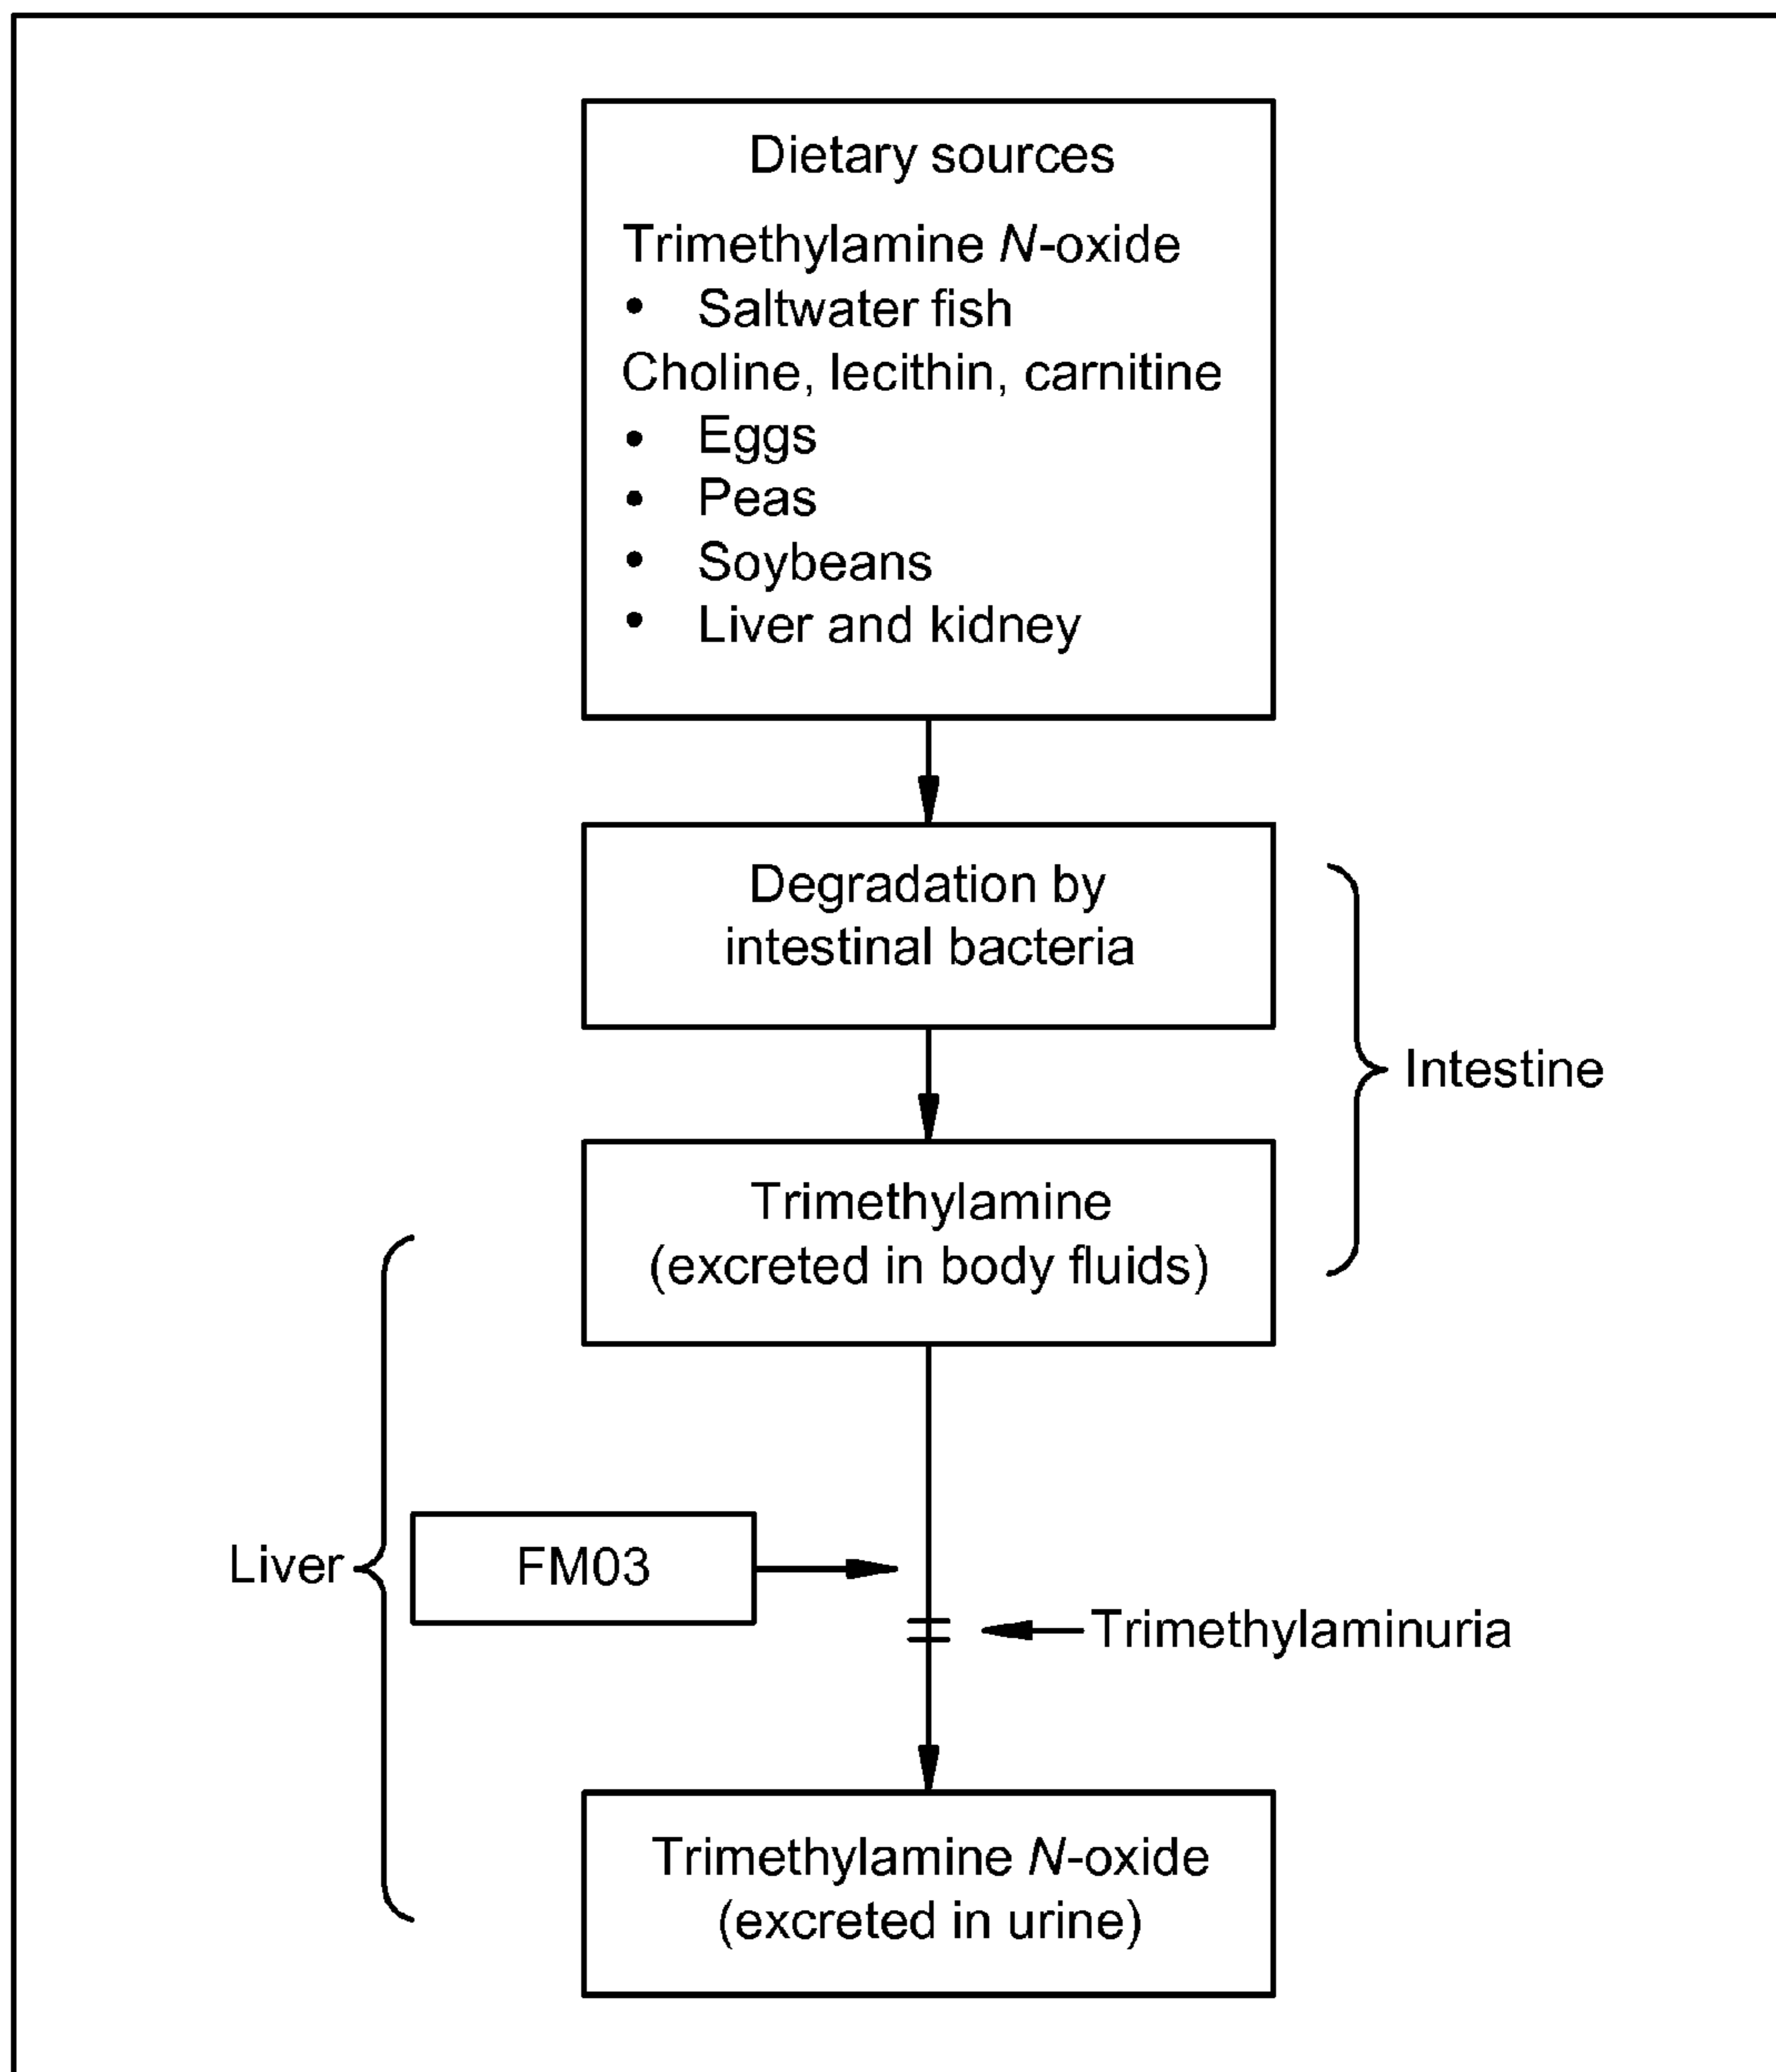 Dietary sources
Trimethylamine N-oxide
• Saltwater fish
Choline, lecithin, carnitine
• Eggs
• Peas
• Soybeans
• Liver and kidney
Degradation by
intestinal bacteria
Intestine
Trimethylamine
(excreted in body fluids)
Liver
FM03
Trimethylaminuria
Trimethylamine N-oxide
(excreted in urine)